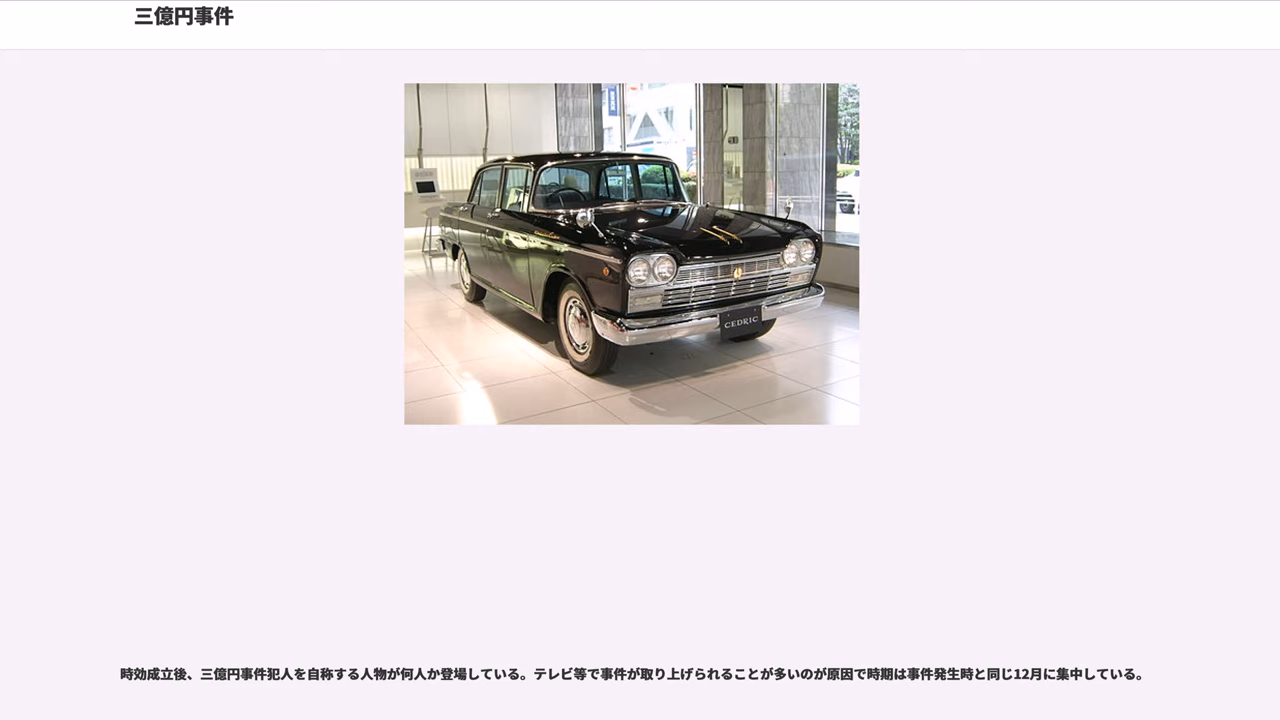 三億円事件
CEDRIC
時効成立後、三億円事件犯人を自称する人物が何人か登場している。テレビ等で事件が取り上げられることが多いのが原因で時期は事件発生時と同じ12月に集中している。